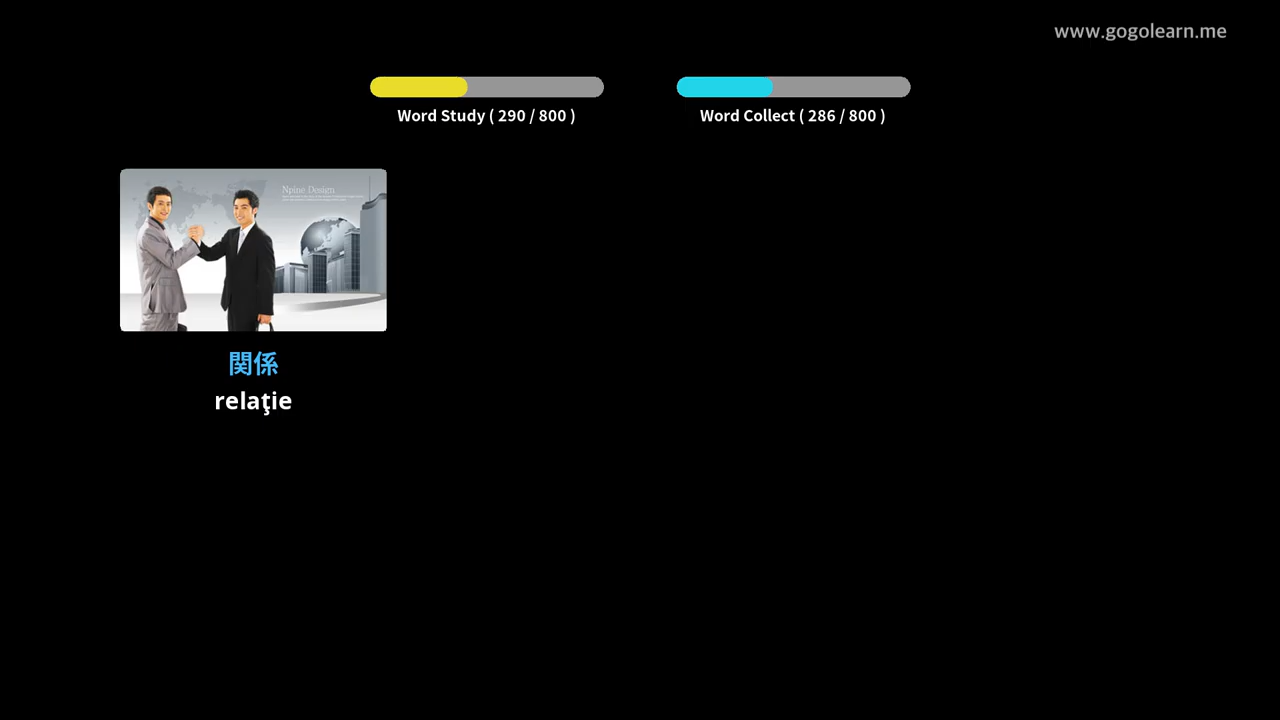 www.gogolearn.me
Word Study ( 290 / 800 )
Word Collect ( 286 / 800 )
Npine Design
関係
relaţie